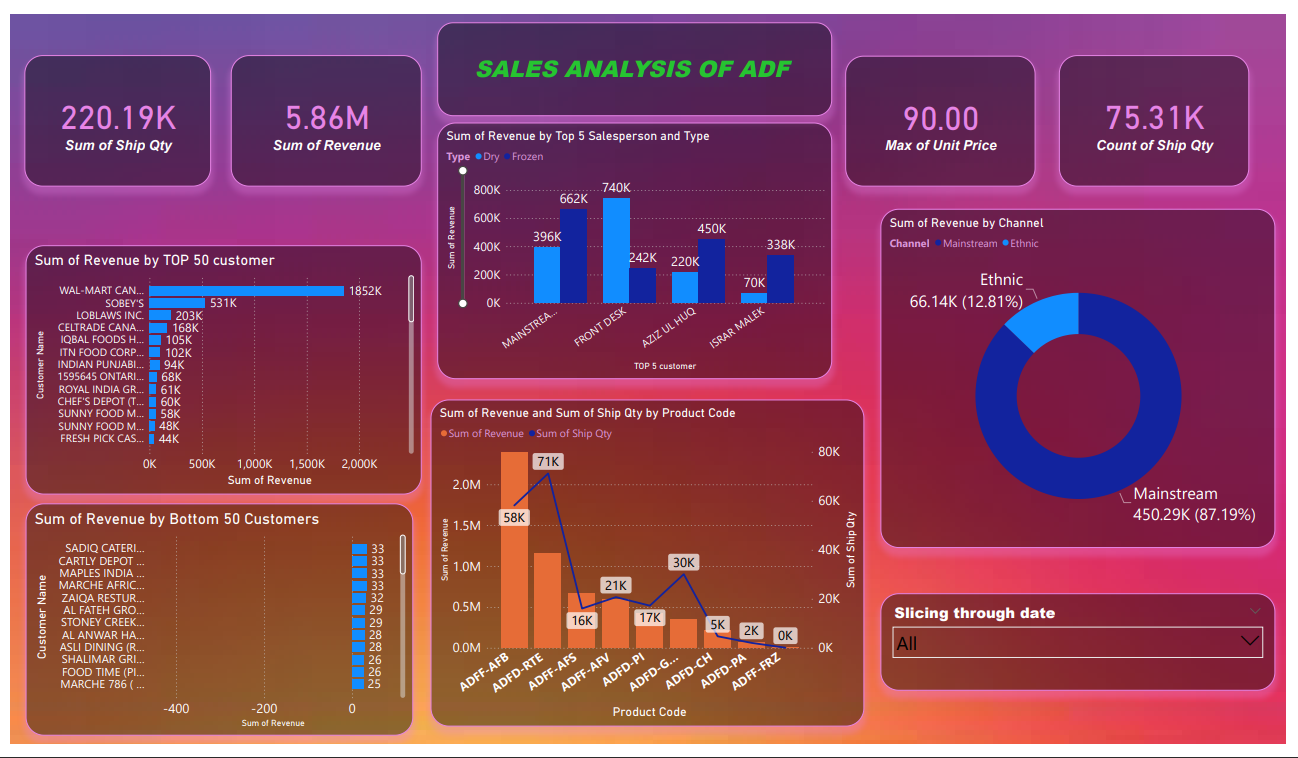 SALES ANALYSIS OF ADF
220.19K
Sum of Ship Qty
5.86M
Sum of Revenue
90.00
Max of Unit Price
75.31K
Count of Ship Qty
Sum of Revenue by Top 5 Salesperson and Type
Type Dry Frozen
Sum of Revenue
800K
600K
400K
200K
0K
396K
662K
740K
242K
220K
450K
70K
338K
MAINSTREA...
FRONT DESK
AZIZ UL HUQ
ISRAR MALEK
TOP 5 customer
Sum of Revenue by Channel
Channel Mainstream Ethnic
Ethnic
66.14K (12.81%)
Mainstream
450.29K (87.19%)
Sum of Revenue by TOP 50 customer
Customer Name
WAL-MART CAN... 1852K
SOBEY'S 531K
LOBLAWS INC. 203K
CELTRADE CANA... 168K
IQBAL FOODS H... 105K
ITN FOOD CORP... 102K
INDIAN PUNJABI... 94K
1595645 ONTARI... 68K
ROYAL INDIA GR... 61K
CHEF'S DEPOT (T... 60K
SUNNY FOOD M... 58K
SUNNY FOOD M... 48K
FRESH PICK CAS... 44K
0K 500K 1,000K 1,500K 2,000K
Sum of Revenue
Sum of Revenue and Sum of Ship Qty by Product Code
Sum of Revenue Sum of Ship Qty
Sum of Revenue
2.0M
1.5M
1.0M
0.5M
0.0M
58K
71K
16K
21K
17K
30K
5K
2K
0K
80K
60K
40K
20K
0K
Sum of Ship Qty
ADFF-AFB
ADFD-RTE
ADFF-AFS
ADFF-AFV
ADFD-PI
ADFD-G...
ADFD-CH
ADFD-PA
ADFF-FRZ
Product Code
Sum of Revenue by Bottom 50 Customers
Customer Name
SADIQ CATERI... 33
CARTLY DEPOT ... 33
MAPLES INDIA ... 33
MARCHE AFRIC... 33
ZAIQA RESTUR... 32
AL FATEH GRO... 29
STONEY CREEK... 29
AL ANWAR HA... 28
ASLI DINING (R... 28
SHALIMAR GRI... 26
FOOD TIME (PI... 26
MARCHE 786 ( ... 25
-400 -200 0
Sum of Revenue
Slicing through date
All